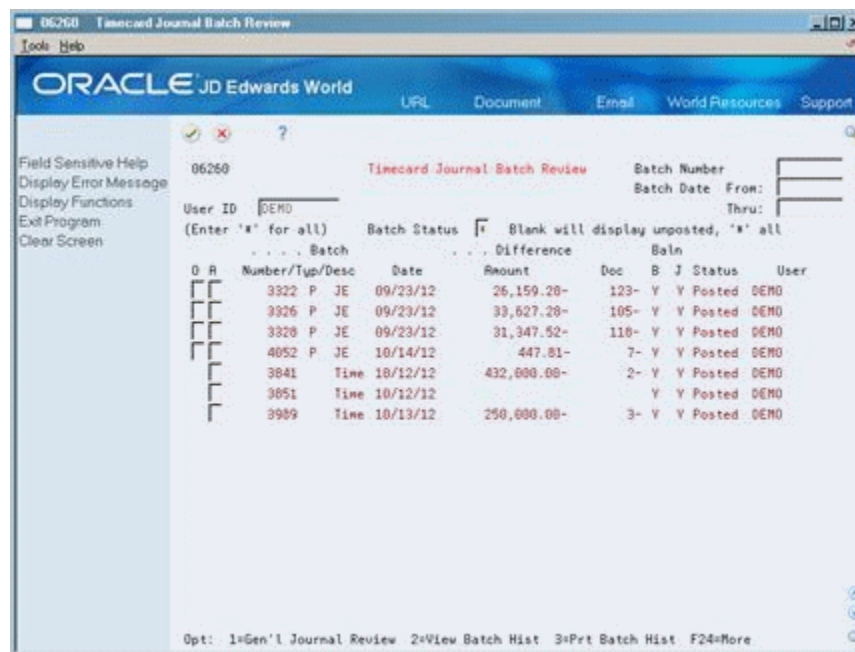 06260 Timecard Journal Batch Review
Tools Help
ORACLE JD Edwards World
URL Document Email World Resources Support
?
Field Sensitive Help
Display Error Message
Display Functions
Exit Program
Clear Screen
06260 Timecard Journal Batch Review Batch Number
Batch Date From:
User ID DEMO Thru:
(Enter '*' for all) Batch Status * Blank will display unposted, '*' all
. . . . Batch . . . Difference Baln
O A Number/Typ/Desc Date Amount Doc B J Status User
3322 P JE 09/23/12 26,159.28- 123- Y Y Posted DEMO
3326 P JE 09/23/12 33,627.28- 105- Y Y Posted DEMO
3328 P JE 09/23/12 31,347.52- 118- Y Y Posted DEMO
4052 P JE 10/14/12 447.81- 7- Y Y Posted DEMO
3841 Time 10/12/12 432,000.00- 2- Y Y Posted DEMO
3851 Time 10/12/12 Y Y Posted DEMO
3989 Time 10/13/12 250,000.00- 3- Y Y Posted DEMO
Opt: 1=Gen'l Journal Review 2=View Batch Hist 3=Prt Batch Hist F24=More